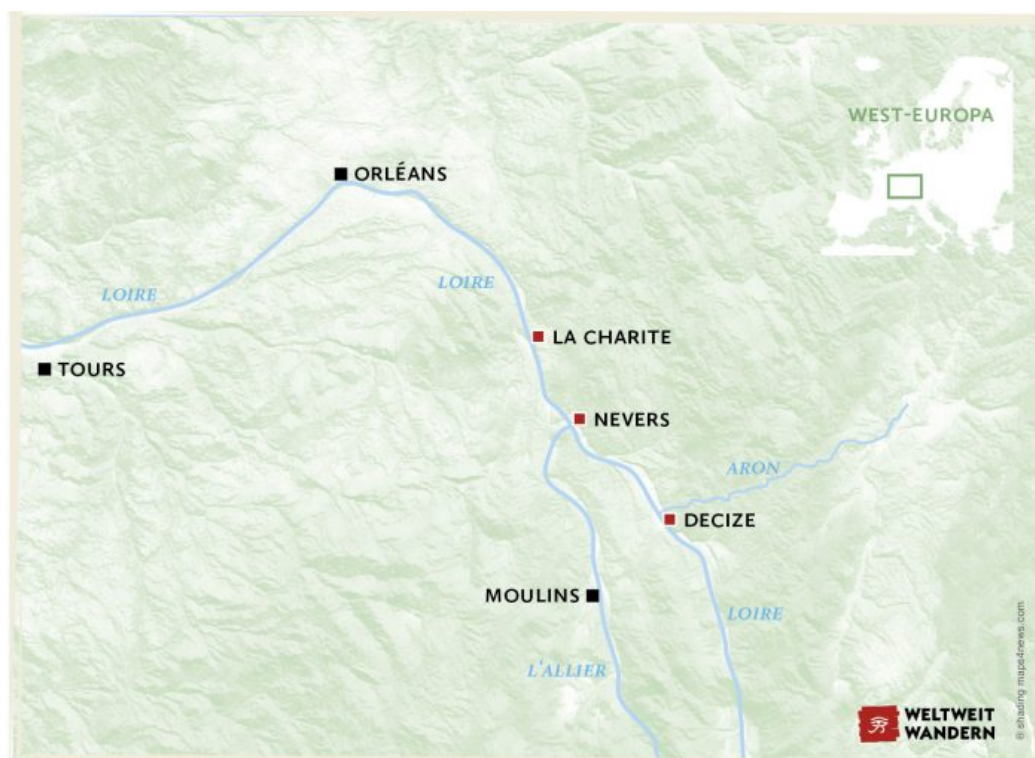 WEST-EUROPA
ORLÉANS
LOIRE
LOIRE
LA CHARITE
TOURS
NEVERS
ARON
DECIZE
MOULINS
LOIRE
L'ALLIER
WELTWEIT
WANDERN
© shading maps4news.com